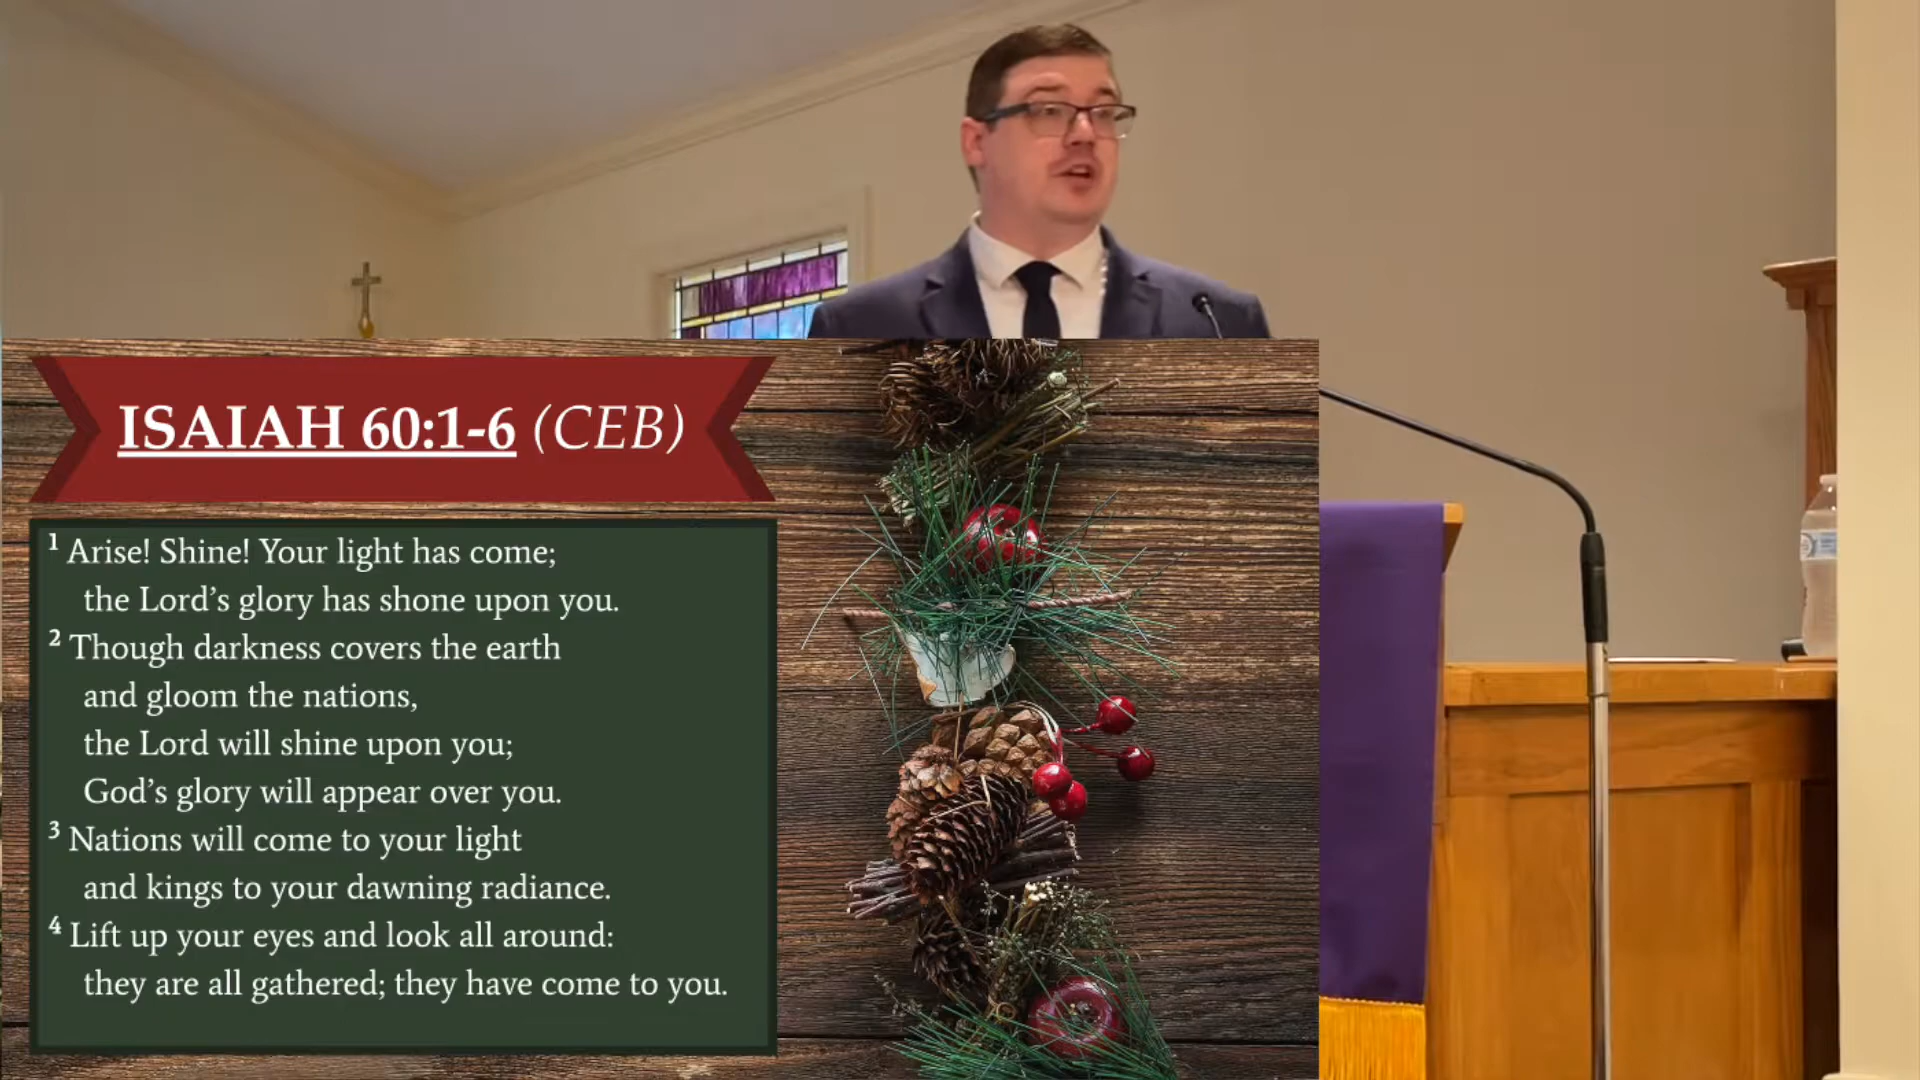 ISAIAH 60:1-6 (CEB)
1 Arise! Shine! Your light has come;
the Lord’s glory has shone upon you.
2 Though darkness covers the earth
and gloom the nations,
the Lord will shine upon you;
God’s glory will appear over you.
3 Nations will come to your light
and kings to your dawning radiance.
4 Lift up your eyes and look all around:
they are all gathered; they have come to you.